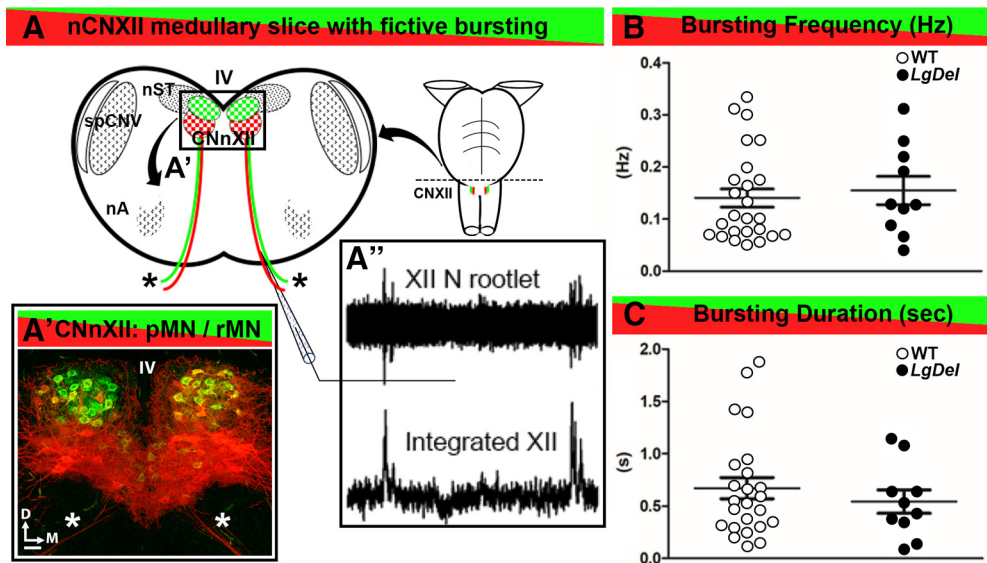 A nCNXII medullary slice with fictive bursting
IV
nST
spCNV
CNnXII
A'
nA
*
*
CNXII
A''
XII N rootlet
Integrated XII
A' CNnXII: pMN / rMN
IV
D
M
*
*
B Bursting Frequency (Hz)
WT
LgDel
0.4
0.3
0.2
0.1
0.0
(Hz)
C Bursting Duration (sec)
WT
LgDel
2.0
1.5
1.0
0.5
0.0
(s)